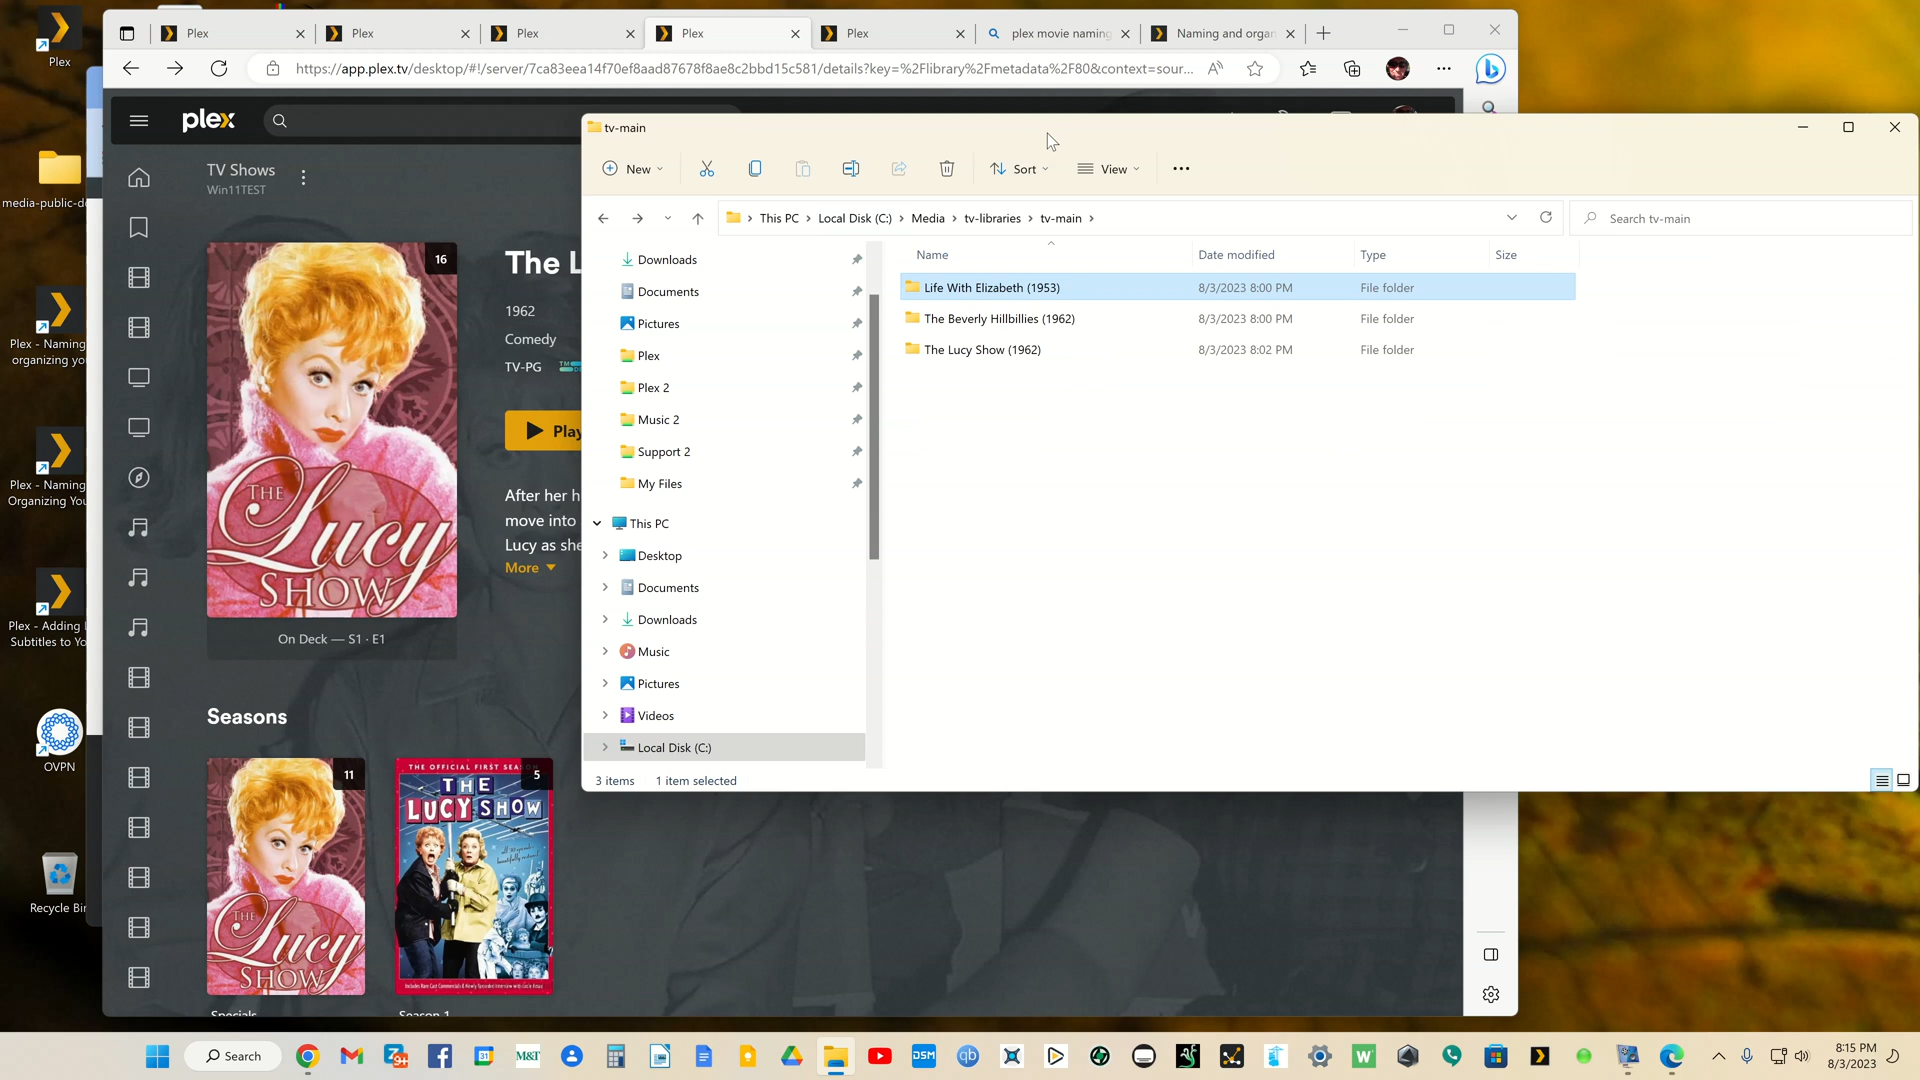 Plex
Plex
Plex
Plex
Plex
plex movie naming
Naming and organ
https://app.plex.tv/desktop/#!/server/7ca83eea14f70ef8aad87678f8ae8c2bbd15c581/details?key=%2Flibrary%2Fmetadata%2F80&context=sour...
plex
TV Shows
Win11TEST
16
THE
Lucy
SHOW
On Deck — S1 · E1
The L
1962
Comedy
TV-PG
Play
After her h
move into
Lucy as she
More
Seasons
11
THE
Lucy
SHOW
Specials
THE OFFICIAL FIRST SEAS
5
THE
LUCY SHOW
Season 1
tv-main
New
Sort
View
This PC > Local Disk (C:) > Media > tv-libraries > tv-main >
Search tv-main
Downloads
Documents
Pictures
Plex
Plex 2
Music 2
Support 2
My Files
This PC
Desktop
Documents
Downloads
Music
Pictures
Videos
Local Disk (C:)
Name Date modified Type Size
Life With Elizabeth (1953) 8/3/2023 8:00 PM File folder
The Beverly Hillbillies (1962) 8/3/2023 8:00 PM File folder
The Lucy Show (1962) 8/3/2023 8:02 PM File folder
3 items 1 item selected
Plex
media-public-do
Plex - Naming
organizing yo
Plex - Naming
Organizing You
Plex - Adding
Subtitles to Yo
OVPN
Recycle Bin
Search
9+
31
M&T
DSM
qb
W
8:15 PM
8/3/2023